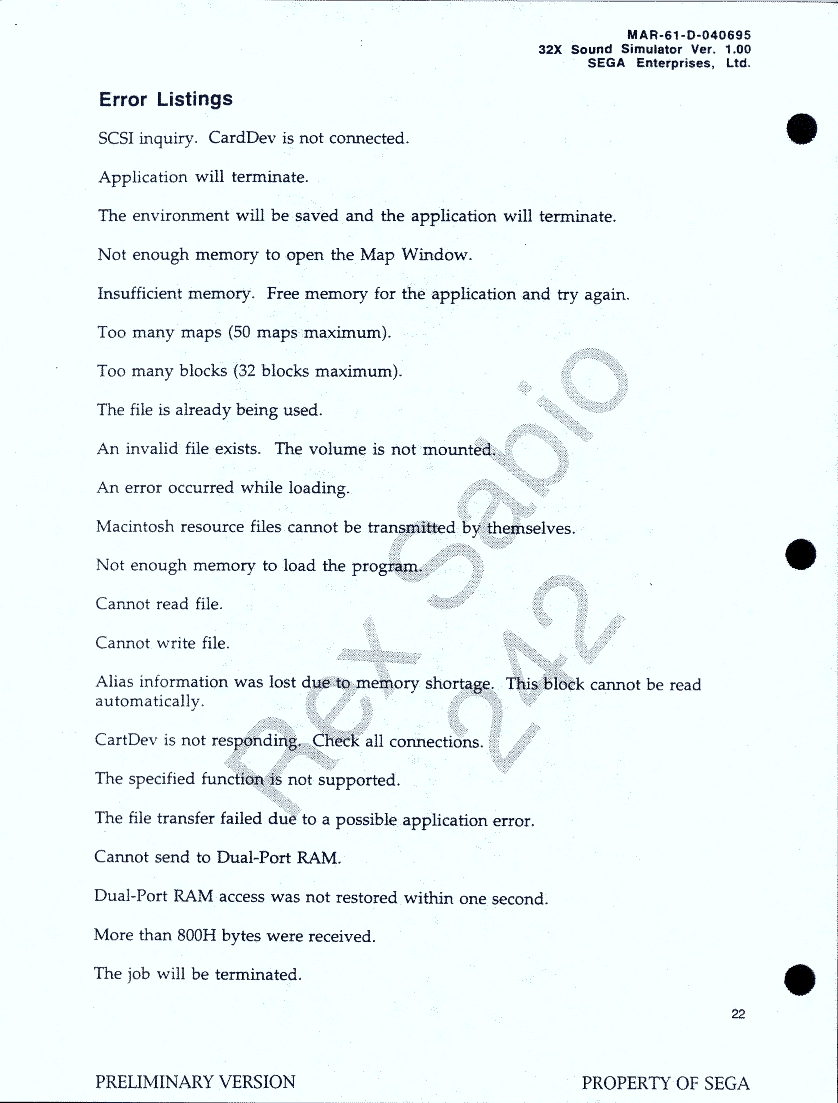 MAR-61-D-040695
32X Sound Simulator Ver. 1.00
SEGA Enterprises, Ltd.
Error Listings
SCSI inquiry. CardDev is not connected.
Application will terminate.
The environment will be saved and the application will terminate.
Not enough memory to open the Map Window.
Insufficient memory. Free memory for the application and try again.
Too many maps (50 maps maximum).
Too many blocks (32 blocks maximum).
The file is already being used.
An invalid file exists. The volume is not mounted.
An error occurred while loading.
Macintosh resource files cannot be transmitted by themselves.
Not enough memory to load the program.
Cannot read file.
Cannot write file.
Alias information was lost due to memory shortage. This block cannot be read
automatically.
CartDev is not responding. Check all connections.
The specified function is not supported.
The file transfer failed due to a possible application error.
Cannot send to Dual-Port RAM.
Dual-Port RAM access was not restored within one second.
More than 800H bytes were received.
The job will be terminated.
Rex Sabio
242
22
PRELIMINARY VERSION
PROPERTY OF SEGA